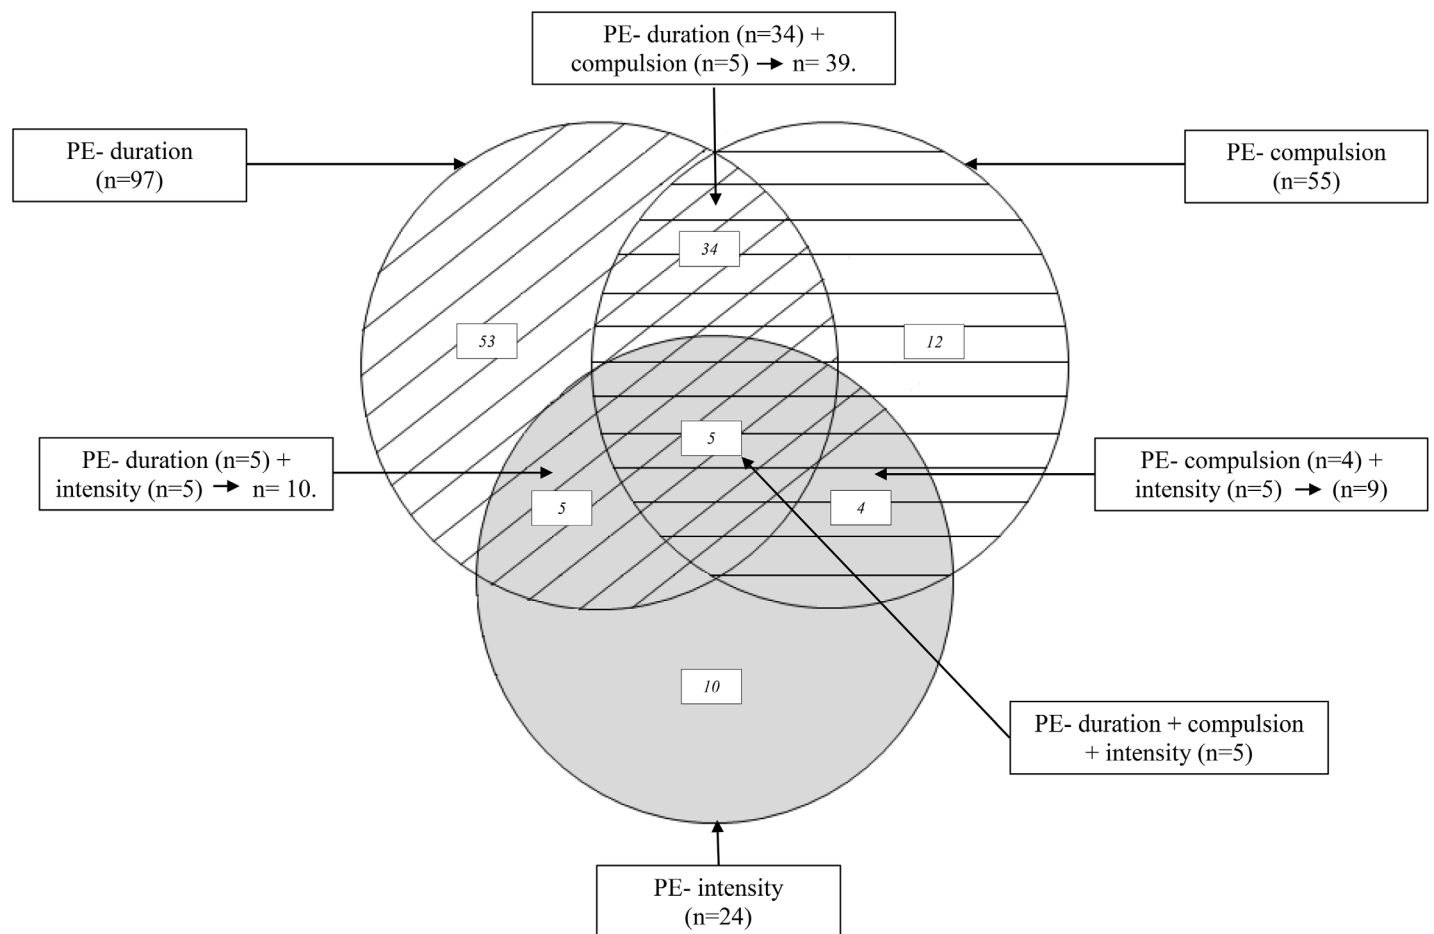 PE- duration (n=34) +
compulsion (n=5) → n= 39.
PE- duration
(n=97)
PE- compulsion
(n=55)
34
53
12
5
PE- duration (n=5) +
intensity (n=5) → n= 10.
PE- compulsion (n=4) +
intensity (n=5) → (n=9)
5
4
10
PE- duration + compulsion
+ intensity (n=5)
PE- intensity
(n=24)